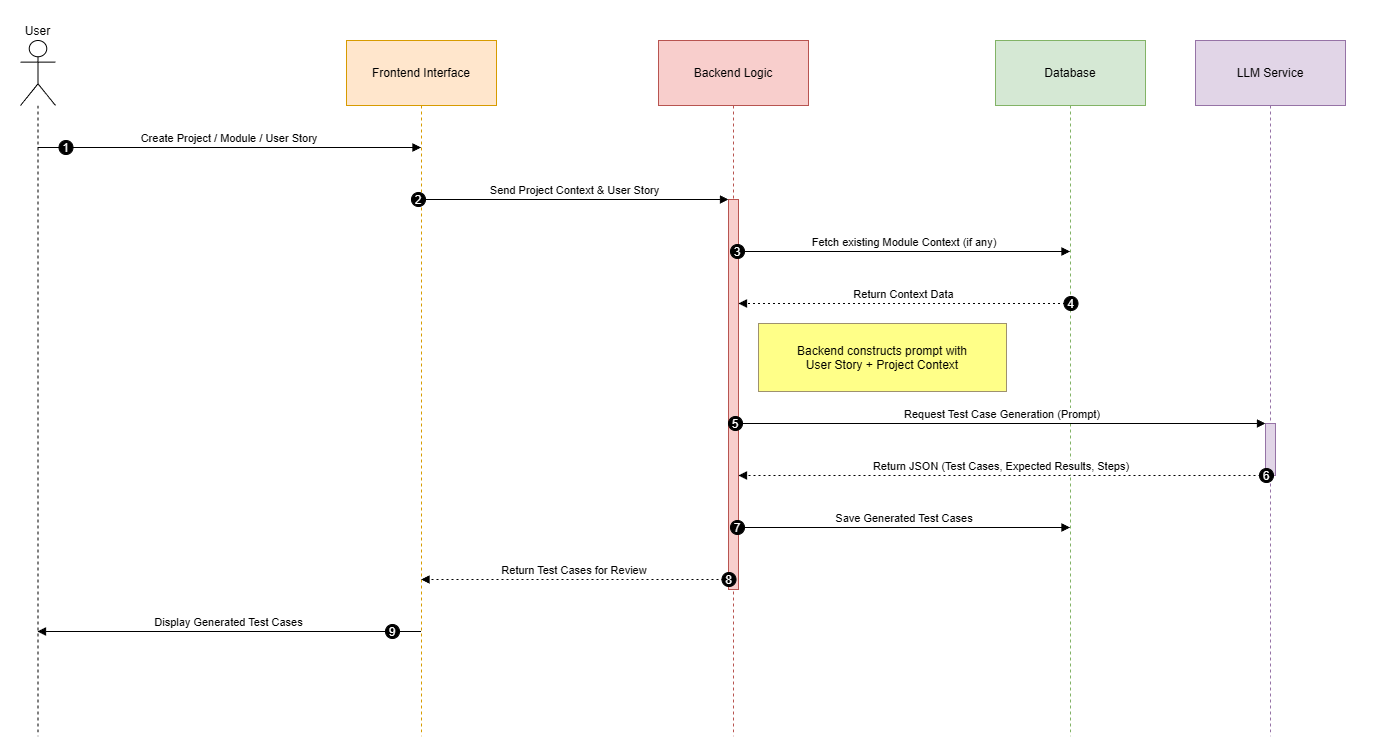 User
Frontend Interface
Backend Logic
Database
LLM Service
Create Project / Module / User Story
1
Send Project Context & User Story
2
Fetch existing Module Context (if any)
3
Return Context Data
4
Backend constructs prompt with
User Story + Project Context
Request Test Case Generation (Prompt)
5
Return JSON (Test Cases, Expected Results, Steps)
6
Save Generated Test Cases
7
Return Test Cases for Review
8
Display Generated Test Cases
9